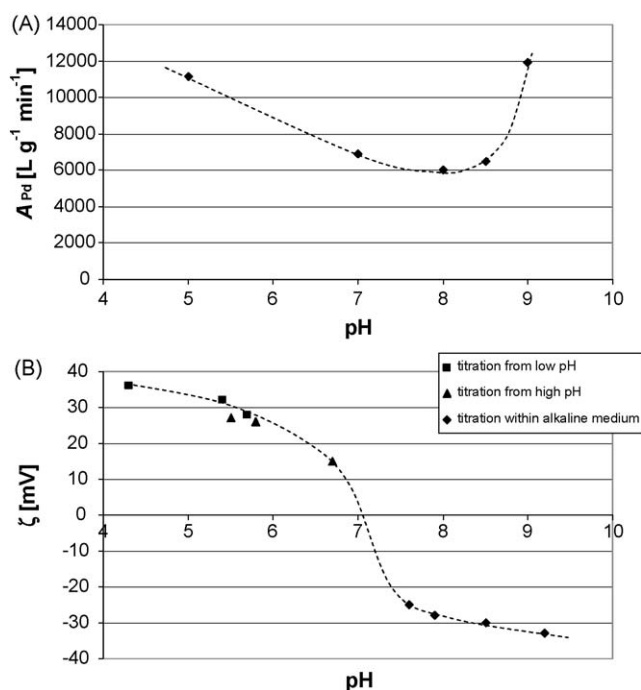 (A)
14000
12000
10000
8000
6000
4000
2000
0
A Pd [L g⁻¹ min⁻¹]
4 5 6 7 8 9 10
pH
(B)
40
30
20
10
0
-10
-20
-30
-40
ζ [mV]
4 5 6 7 8 9 10
titration from low pH
titration from high pH
titration within alkaline medium
pH